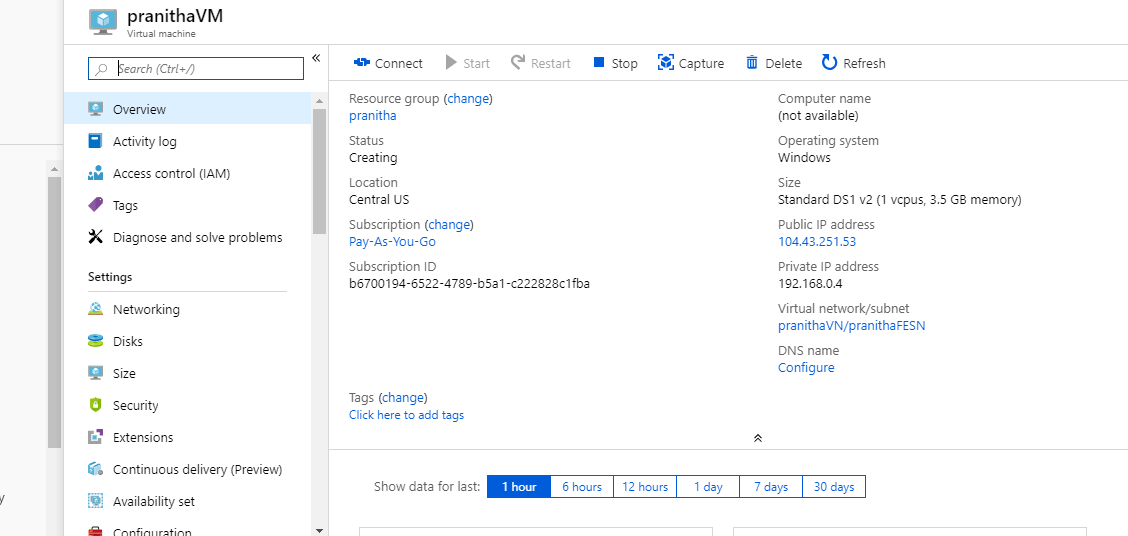 pranithaVM
Virtual machine
Search (Ctrl+/)
«
Overview
Activity log
Access control (IAM)
Tags
Diagnose and solve problems
Settings
Networking
Disks
Size
Security
Extensions
Continuous delivery (Preview)
Availability set
Configuration
Connect Start Restart Stop Capture Delete Refresh
Resource group (change)
pranitha
Status
Creating
Location
Central US
Subscription (change)
Pay-As-You-Go
Subscription ID
b6700194-6522-4789-b5a1-c222828c1fba
Computer name
(not available)
Operating system
Windows
Size
Standard DS1 v2 (1 vcpus, 3.5 GB memory)
Public IP address
104.43.251.53
Private IP address
192.168.0.4
Virtual network/subnet
pranithaVN/pranithaFESN
DNS name
Configure
Tags (change)
Click here to add tags
Show data for last: 1 hour 6 hours 12 hours 1 day 7 days 30 days